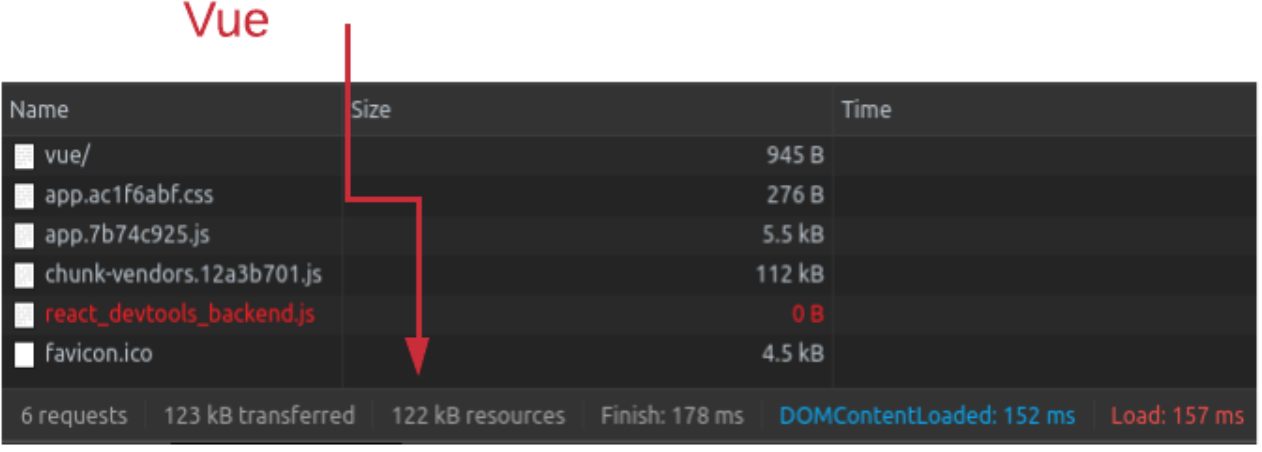 Vue
Name Size Time
vue/ 945 B
app.ac1f6abf.css 276 B
app.7b74c925.js 5.5 kB
chunk-vendors.12a3b701.js 112 kB
react_devtools_backend.js 0 B
favicon.ico 4.5 kB
6 requests 123 kB transferred 122 kB resources Finish: 178 ms DOMContentLoaded: 152 ms Load: 157 ms